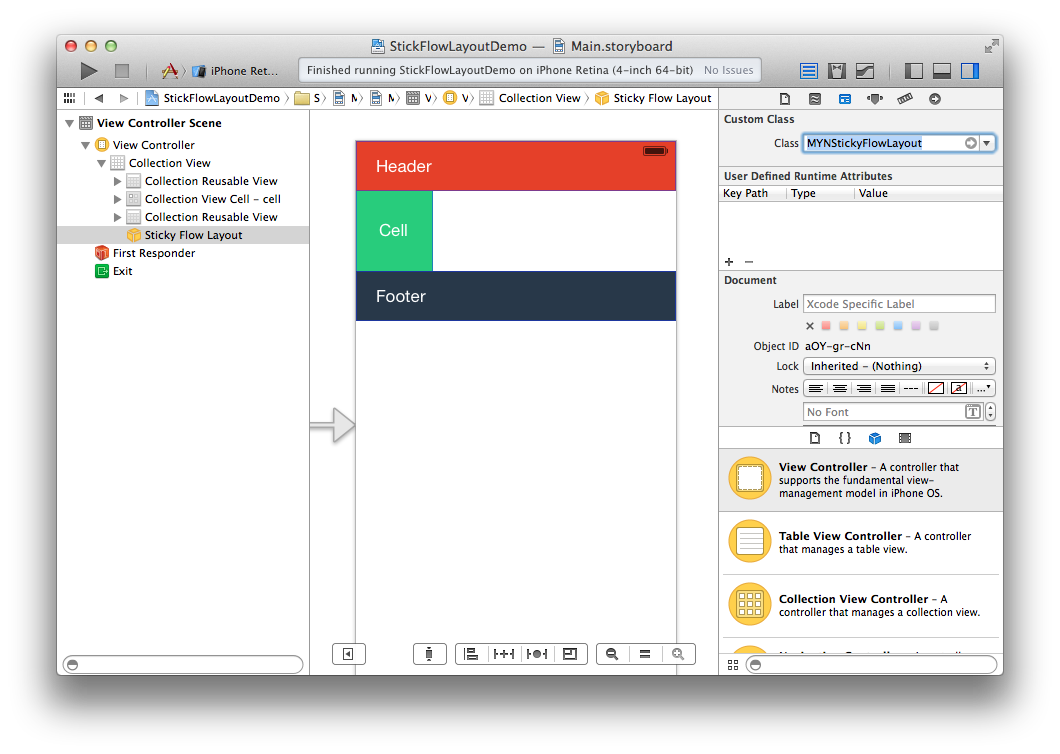 StickFlowLayoutDemo — Main.storyboard
iPhone Ret...
Finished running StickFlowLayoutDemo on iPhone Retina (4-inch 64-bit) No Issues
StickFlowLayoutDemo S M M V V Collection View Sticky Flow Layout
View Controller Scene
View Controller
Collection View
Collection Reusable View
Collection View Cell – cell
Collection Reusable View
Sticky Flow Layout
First Responder
Exit
Header
Cell
Footer
Custom Class
Class MYNStickyFlowLayout
User Defined Runtime Attributes
Key Path Type Value
Document
Label Xcode Specific Label
Object ID aOY-gr-cNn
Lock Inherited – (Nothing)
Notes
No Font
View Controller – A controller that
supports the fundamental view-
management model in iPhone OS.
Table View Controller – A controller
that manages a table view.
Collection View Controller – A
controller that manages a collection view.